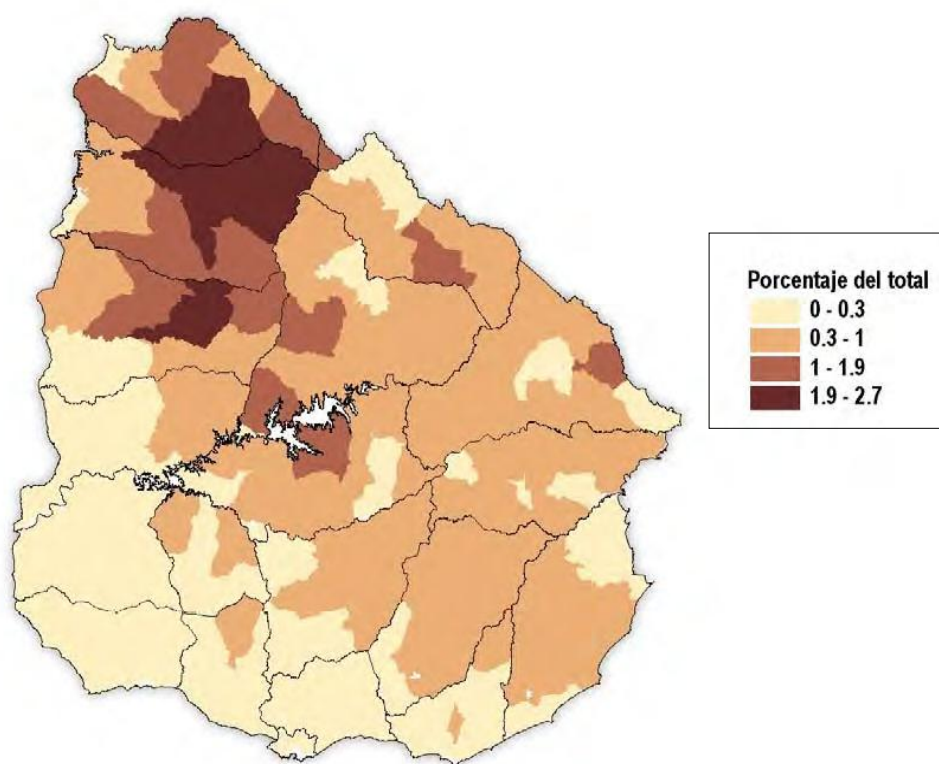 Porcentaje del total
0 - 0.3
0.3 - 1
1 - 1.9
1.9 - 2.7